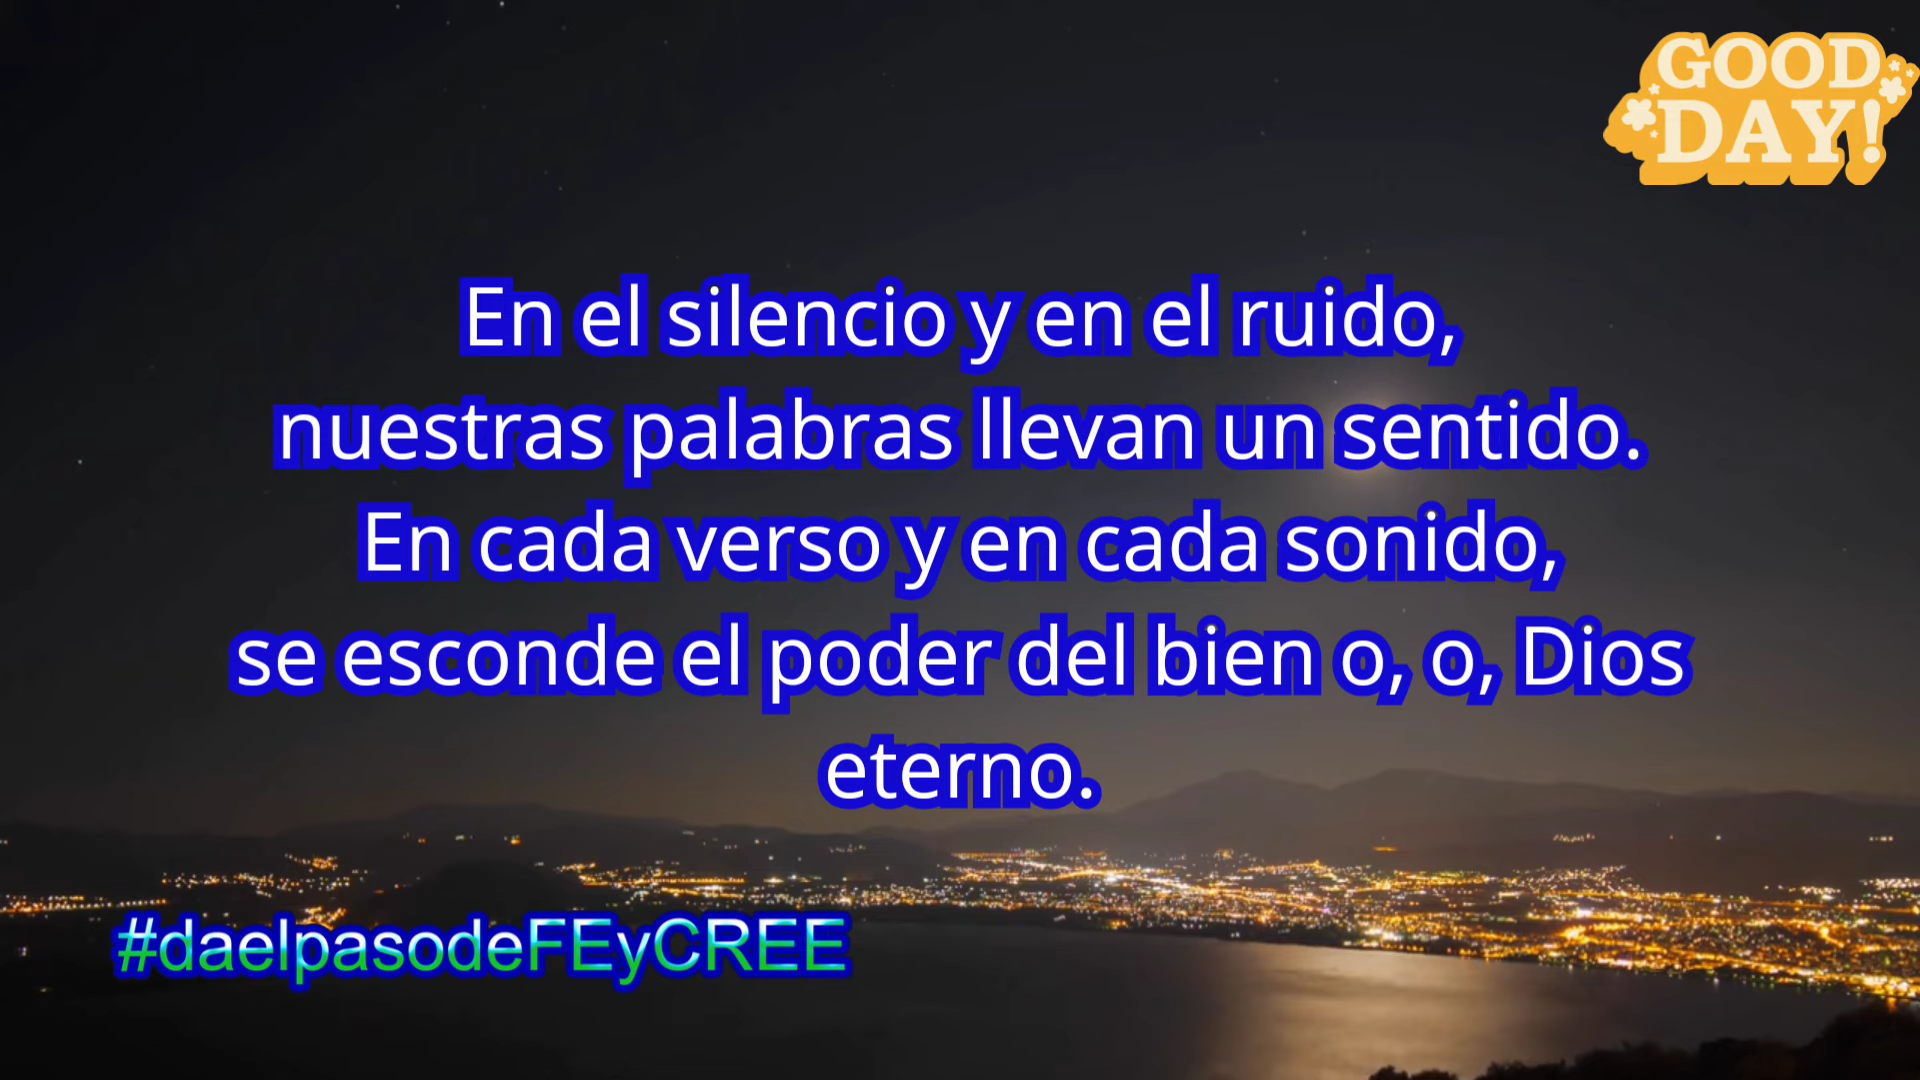 GOOD
DAY!
En el silencio y en el ruido,
nuestras palabras llevan un sentido.
En cada verso y en cada sonido,
se esconde el poder del bien o, o, Dios
eterno.
#daelpasodeFEyCREE